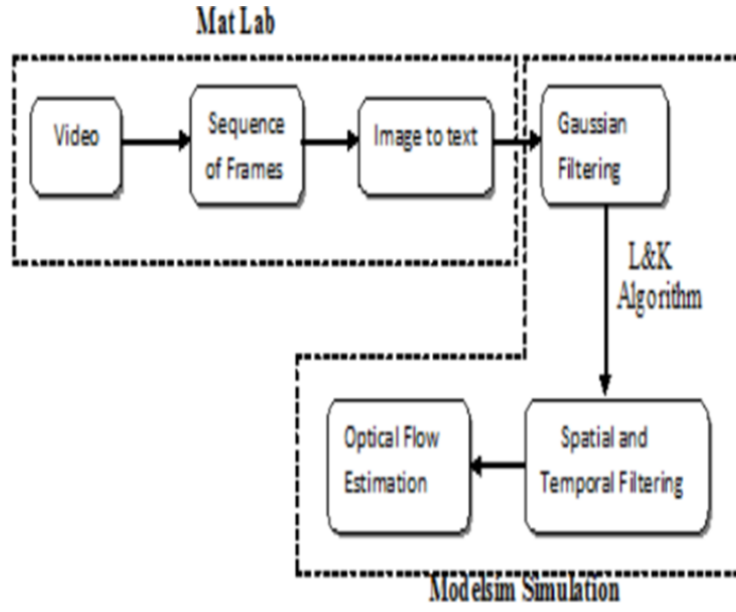 Mat Lab
Video
Sequence
of Frames
Image to text
Gaussian
Filtering
L&K
Algorithm
Spatial and
Temporal Filtering
Optical Flow
Estimation
Modelsim Simulation